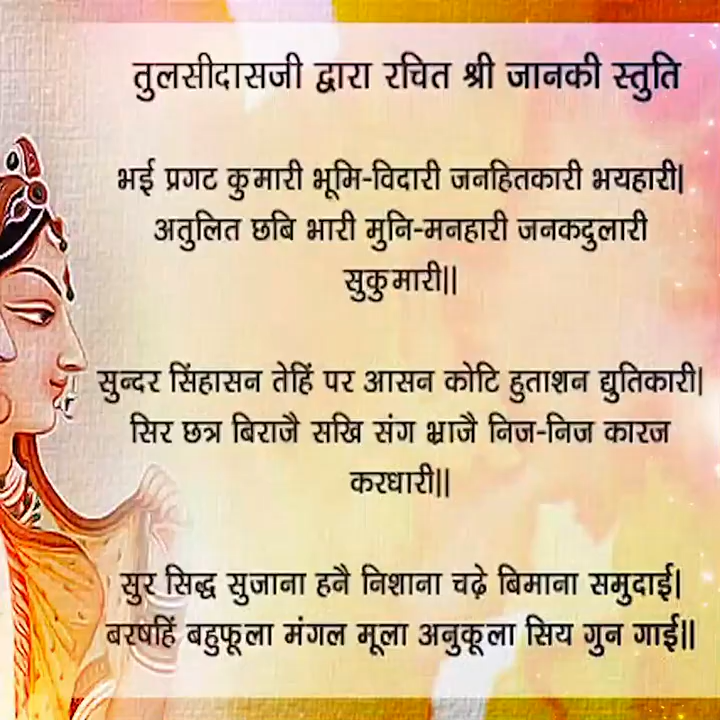 तुलसीदासजी द्वारा रचित श्री जानकी स्तुति
भई प्रगट कुमारी भूमि-विदारी जनहितकारी भयहारी|
अतुलित छबि भारी मुनि-मनहारी जनकदुलारी
सुकुमारी||
सुन्दर सिंहासन तेहिं पर आसन कोटि हुताशन द्युतिकारी|
सिर छत्र बिराजै सखि संग भ्राजै निज-निज कारज
करधारी||
सुर सिद्ध सुजाना हनै निशाना चढ़े बिमाना समुदाई|
बरषहिं बहुफूला मंगल मूला अनुकूला सिय गुन गाई||